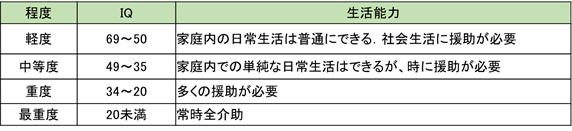 程度 IQ 生活能力
軽度 69～50 家庭内の日常生活は普通にできる．社会生活に援助が必要
中等度 49～35 家庭内での単純な日常生活はできるが、時に援助が必要
重度 34～20 多くの援助が必要
最重度 20未満 常時全介助